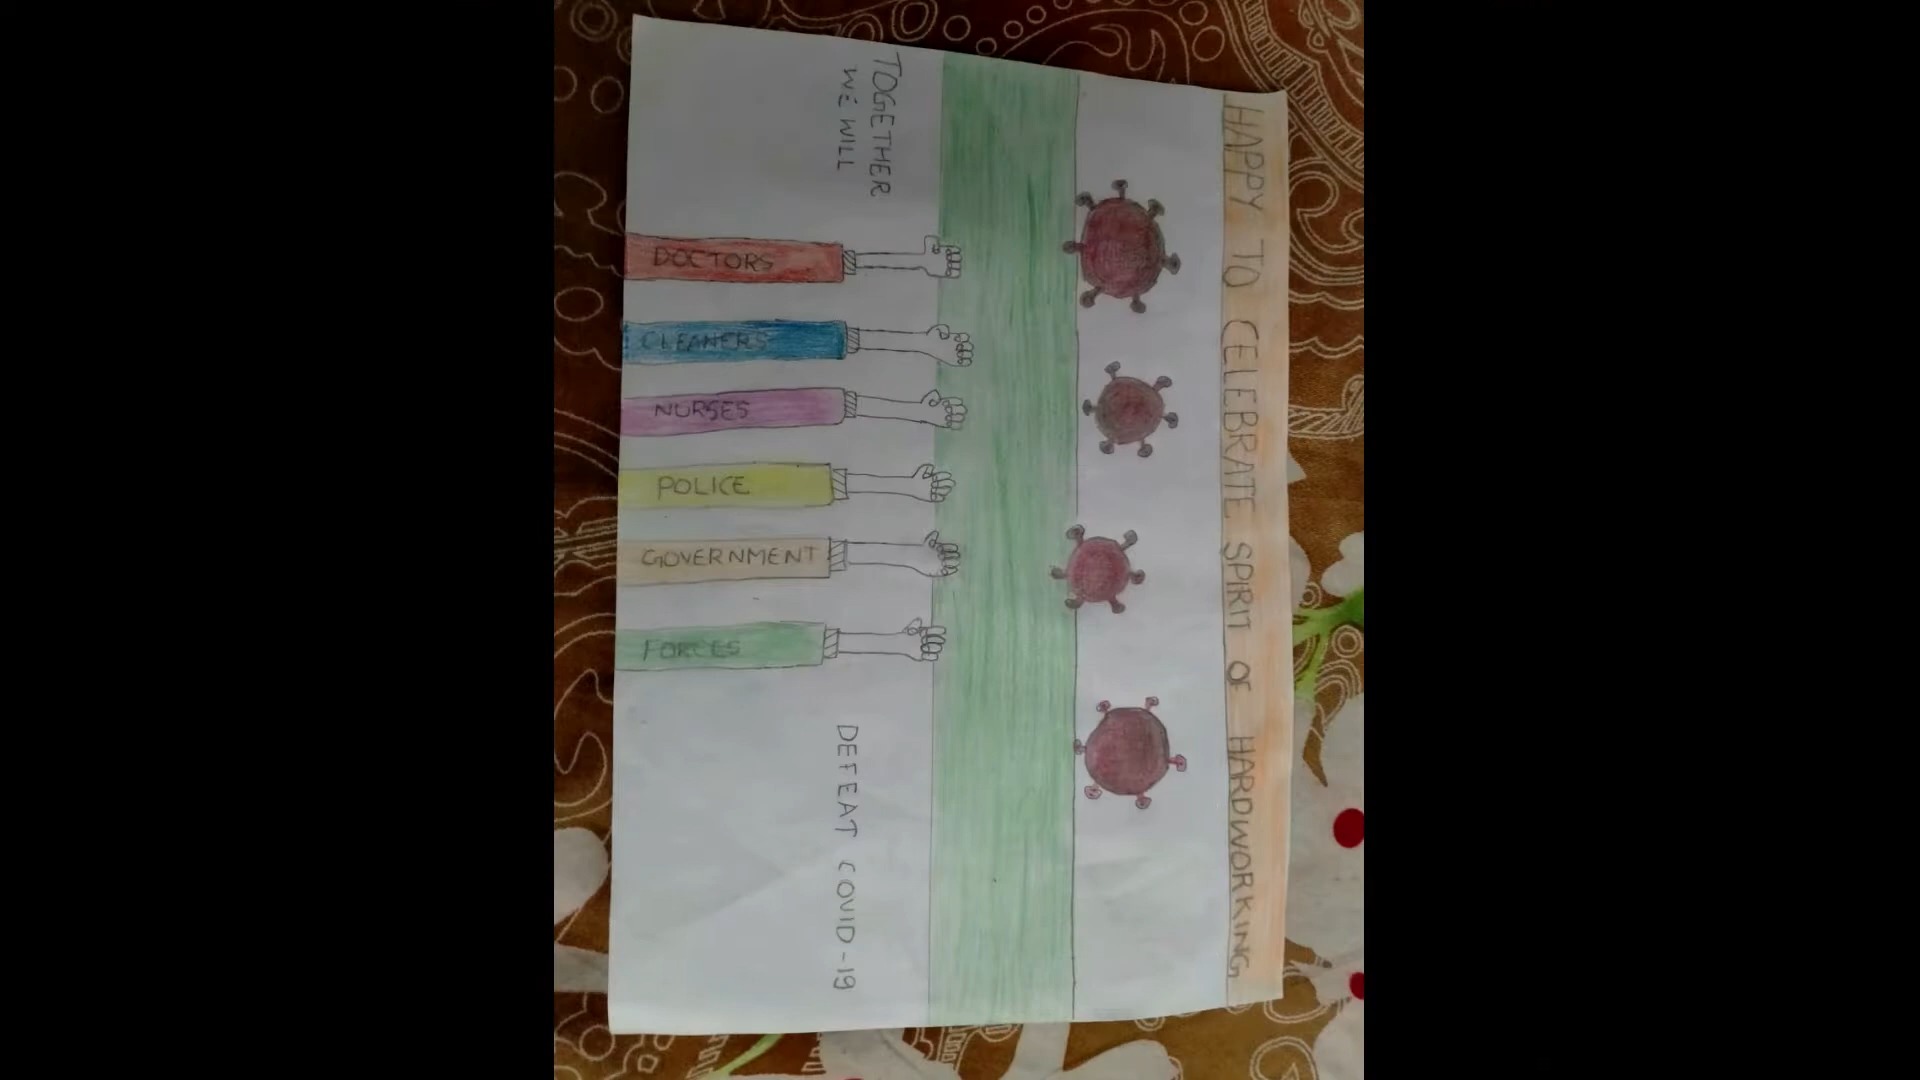 HAPPY TO CELEBRATE SPIRIT OF HARDWORKING
TOGETHER
WE WILL
DEFEAT COVID-19
DOCTORS
CLEANERS
NURSES
POLICE
GOVERNMENT
FORCES